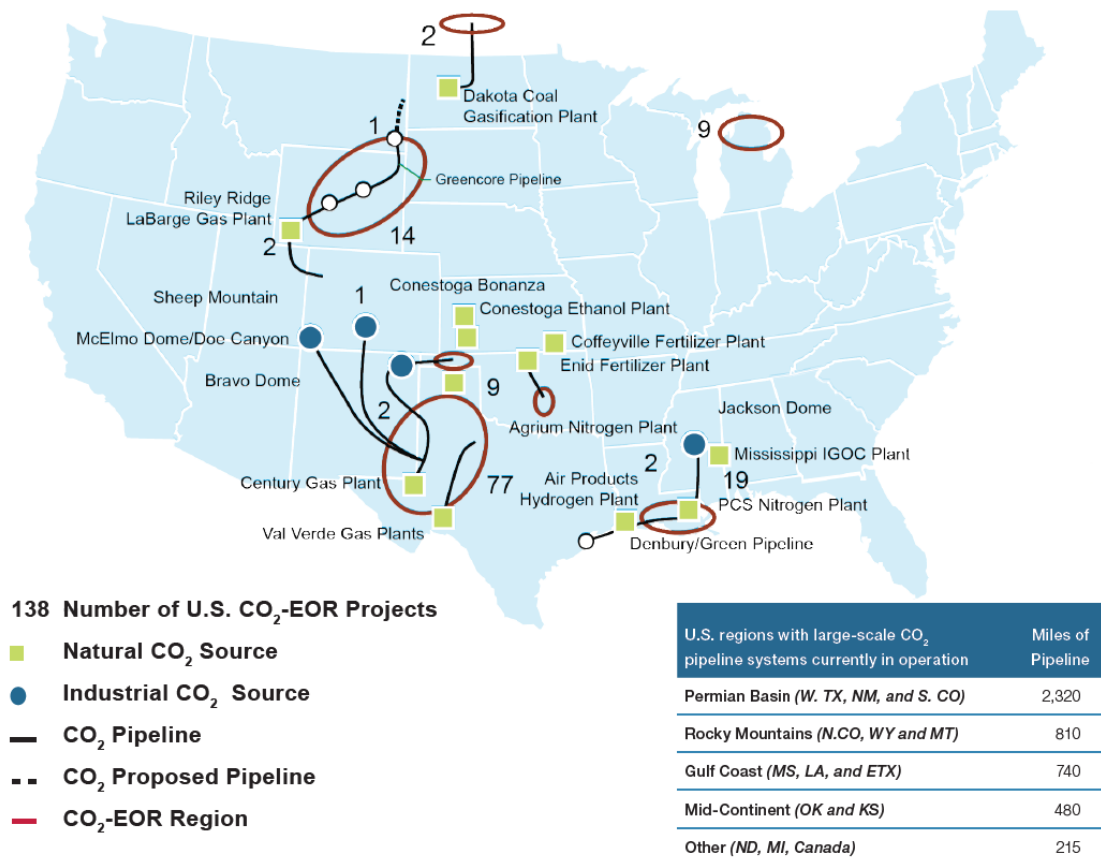 2
Dakota Coal
Gasification Plant
1
9
Greencore Pipeline
Riley Ridge
LaBarge Gas Plant
2
14
Conestoga Bonanza
Sheep Mountain
1
Conestoga Ethanol Plant
McElmo Dome/Doe Canyon
Coffeyville Fertilizer Plant
Enid Fertilizer Plant
Bravo Dome
9
2
Jackson Dome
Agrium Nitrogen Plant
2
Mississippi IGOC Plant
Air Products
Hydrogen Plant
19
Century Gas Plant
77
PCS Nitrogen Plant
Val Verde Gas Plants
Denbury/Green Pipeline
138 Number of U.S. CO₂-EOR Projects
Natural CO₂ Source
Industrial CO₂ Source
CO₂ Pipeline
CO₂ Proposed Pipeline
CO₂-EOR Region
U.S. regions with large-scale CO₂
pipeline systems currently in operation
Miles of
Pipeline
Permian Basin (W. TX, NM, and S. CO) 2,320
Rocky Mountains (N.CO, WY and MT) 810
Gulf Coast (MS, LA, and ETX) 740
Mid-Continent (OK and KS) 480
Other (ND, MI, Canada) 215